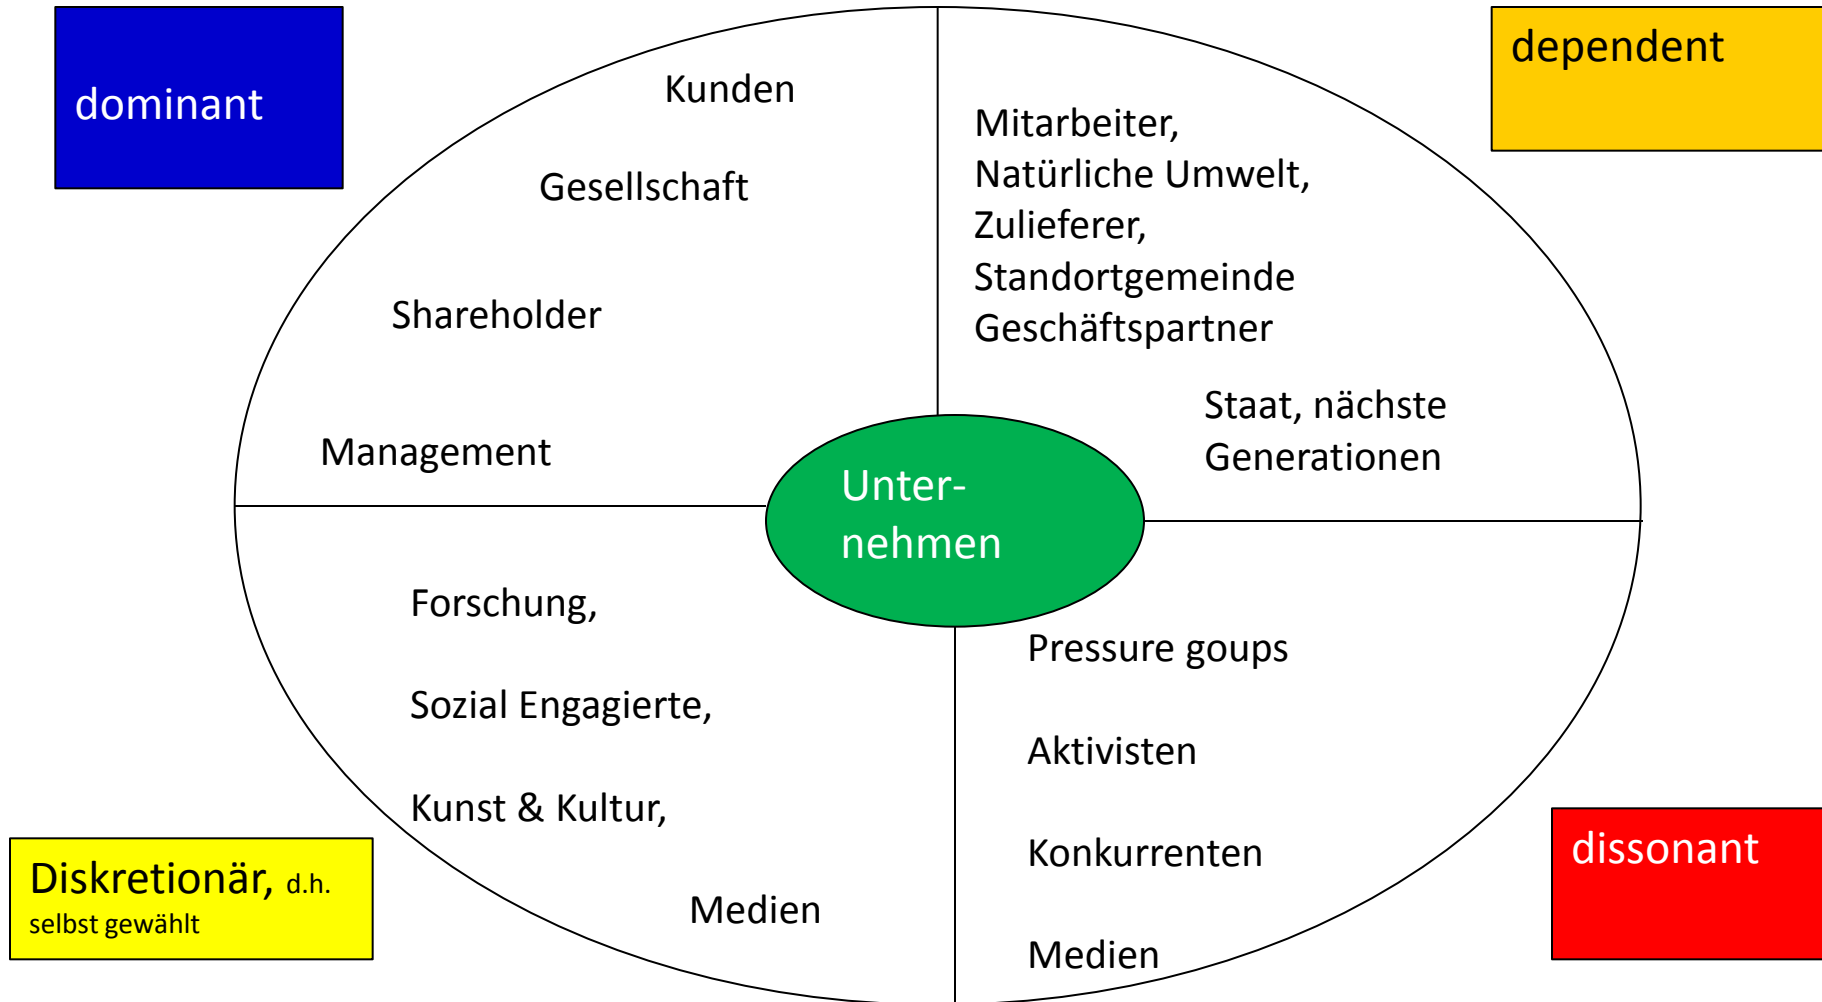 dominant
Kunden
Gesellschaft
Shareholder
Management
dependent
Mitarbeiter,
Natürliche Umwelt,
Zulieferer,
Standortgemeinde
Geschäftspartner
Staat, nächste
Generationen
Unter-
nehmen
Forschung,
Sozial Engagierte,
Kunst & Kultur,
Medien
Diskretionär, d.h.
selbst gewählt
Pressure goups
Aktivisten
Konkurrenten
Medien
dissonant